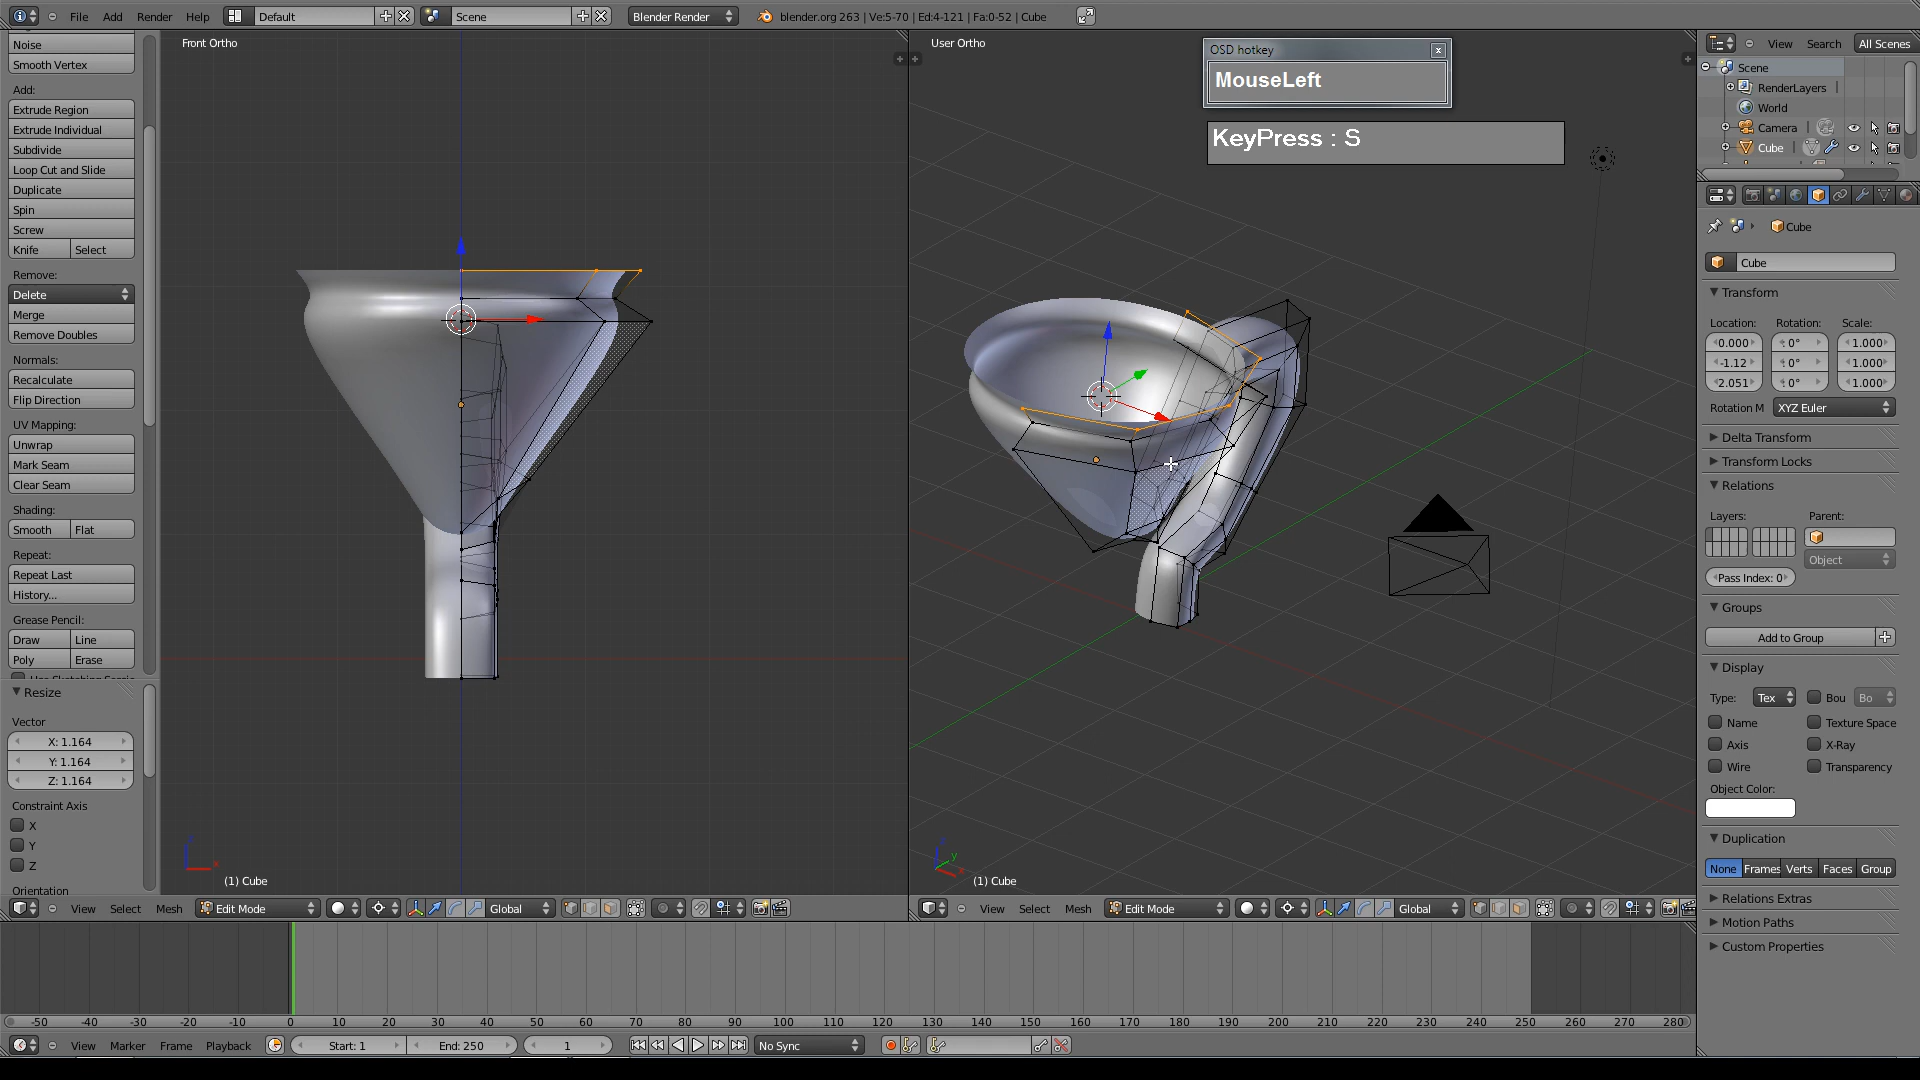 File Add Render Help Default Scene Blender Render blender.org 263 | Ve:5-70 | Ed:4-121 | Fa:0-52 | Cube
Noise
Smooth Vertex
Add:
Extrude Region
Extrude Individual
Subdivide
Loop Cut and Slide
Duplicate
Spin
Screw
Knife Select
Remove:
Delete
Merge
Remove Doubles
Normals:
Recalculate
Flip Direction
UV Mapping:
Unwrap
Mark Seam
Clear Seam
Shading:
Smooth Flat
Repeat:
Repeat Last
History...
Grease Pencil:
Draw Line
Poly Erase
Resize
Vector
X: 1.164
Y: 1.164
Z: 1.164
Constraint Axis
X
Y
Z
Orientation
Front Ortho
(1) Cube
View Select Mesh Edit Mode Global
User Ortho
OSD hotkey x
MouseLeft
KeyPress : S
(1) Cube
View Select Mesh Edit Mode Global
View Search All Scenes
Scene
RenderLayers
World
Camera
Cube
Cube
Cube
Transform
Location: Rotation: Scale:
0.000 0° 1.000
-1.12 0° 1.000
2.051 0° 1.000
Rotation M XYZ Euler
Delta Transform
Transform Locks
Relations
Layers: Parent:
Object
Pass Index: 0
Groups
Add to Group
Display
Type: Tex Bou Bo
Name Texture Space
Axis X-Ray
Wire Transparency
Object Color:
Duplication
None Frames Verts Faces Group
Relations Extras
Motion Paths
Custom Properties
-50 -40 -30 -20 -10 0 10 20 30 40 50 60 70 80 90 100 110 120 130 140 150 160 170 180 190 200 210 220 230 240 250 260 270 280
View Marker Frame Playback Start: 1 End: 250 1 No Sync